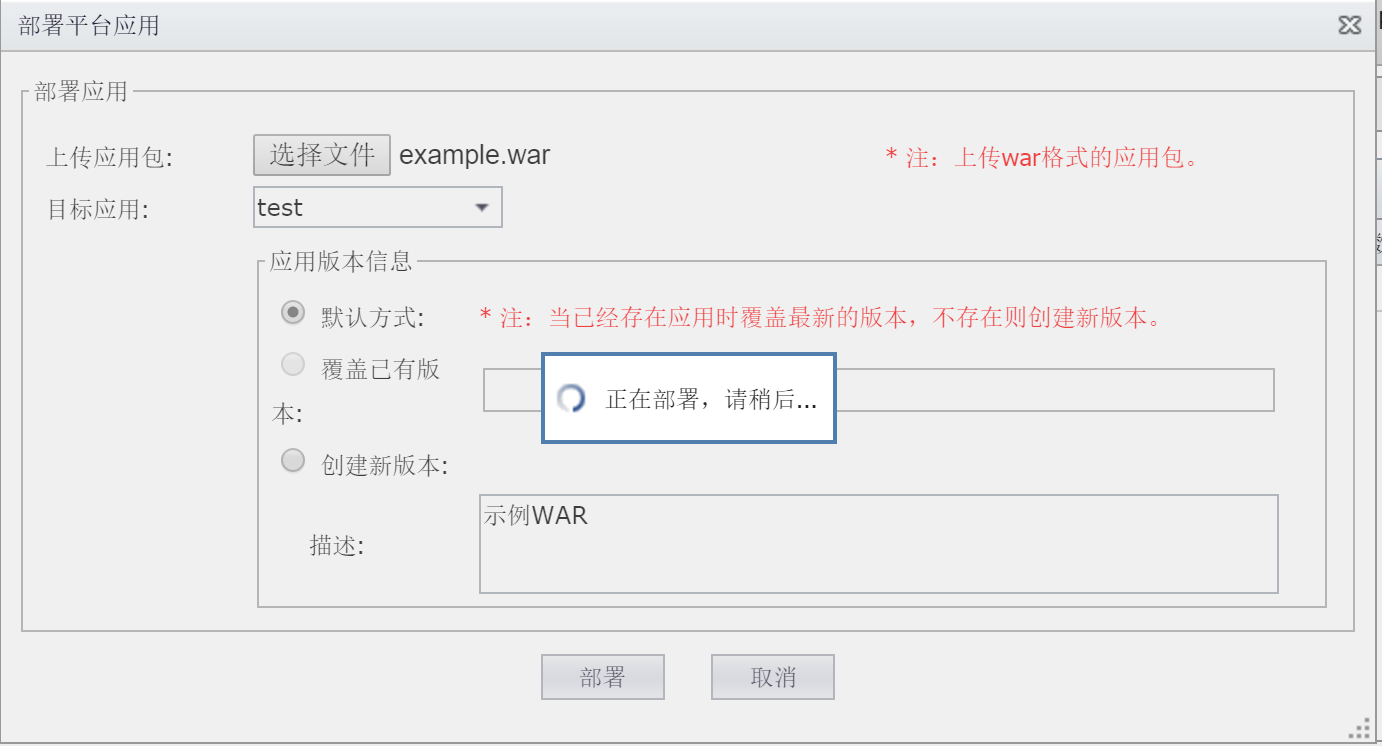 部署平台应用
部署应用
上传应用包:
选择文件 example.war
* 注：上传war格式的应用包。
目标应用:
test
应用版本信息
默认方式:
* 注：当已经存在应用时覆盖最新的版本，不存在则创建新版本。
覆盖已有版
本:
正在部署，请稍后...
创建新版本:
描述:
示例WAR
部署
取消